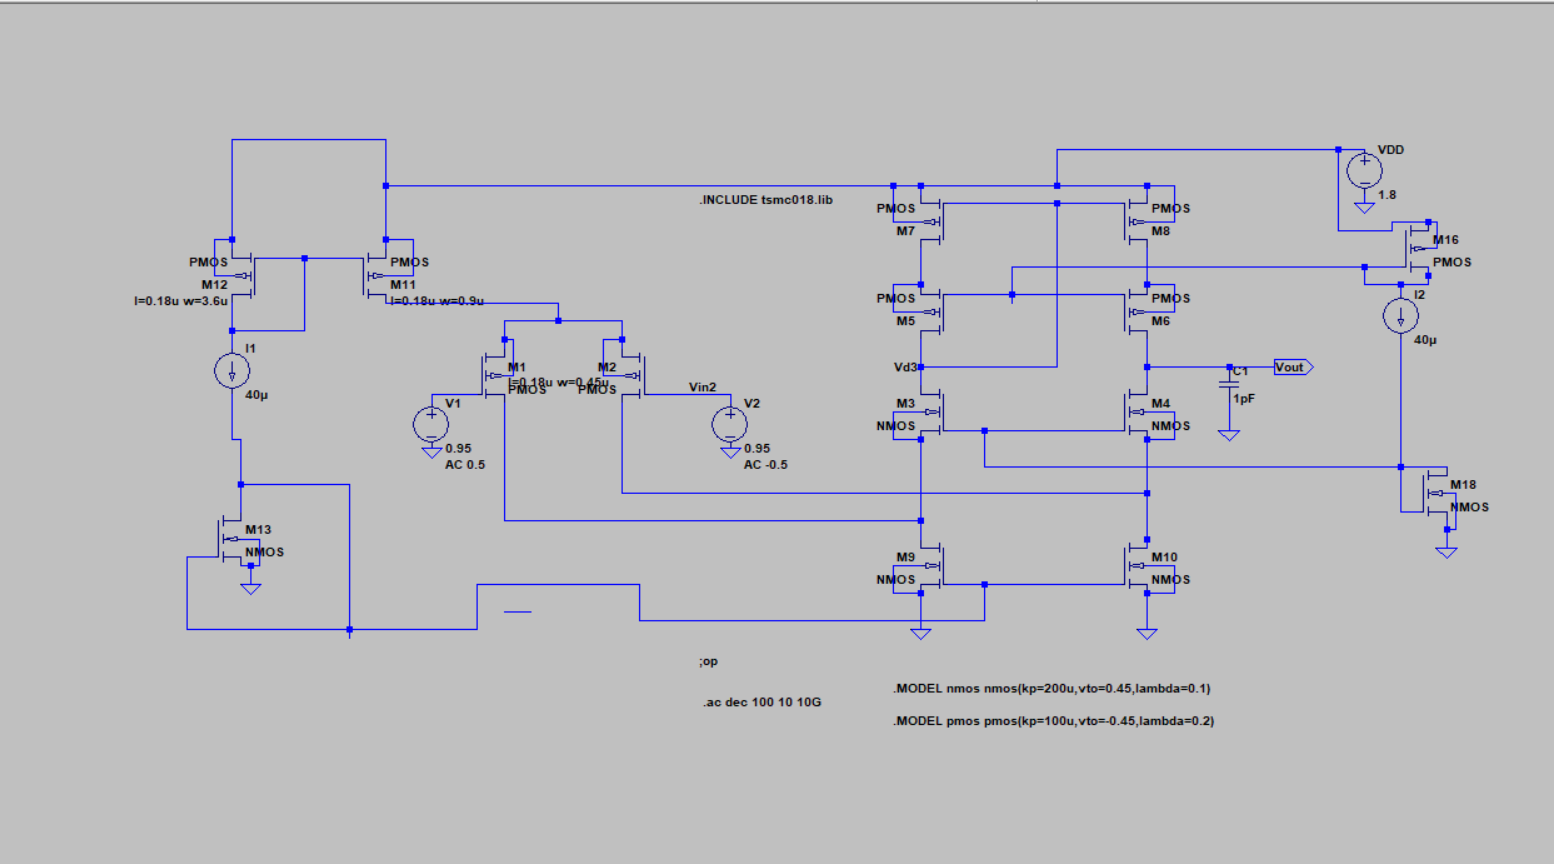 VDD
1.8
.INCLUDE tsmc018.lib
PMOS
M7
PMOS
M8
M16
PMOS
PMOS
M12
l=0.18u w=3.6u
PMOS
M11
l=0.18u w=0.9u
PMOS
M5
PMOS
M6
I2
40µ
I1
40µ
M1
l=0.18u w=0.45u
PMOS
M2
PMOS
Vin2
Vd3
C1
1pF
Vout
V1
0.95
AC 0.5
V2
0.95
AC -0.5
M3
NMOS
M4
NMOS
M18
NMOS
M13
NMOS
M9
NMOS
M10
NMOS
;op
.ac dec 100 10 10G
.MODEL nmos nmos(kp=200u,vto=0.45,lambda=0.1)
.MODEL pmos pmos(kp=100u,vto=-0.45,lambda=0.2)